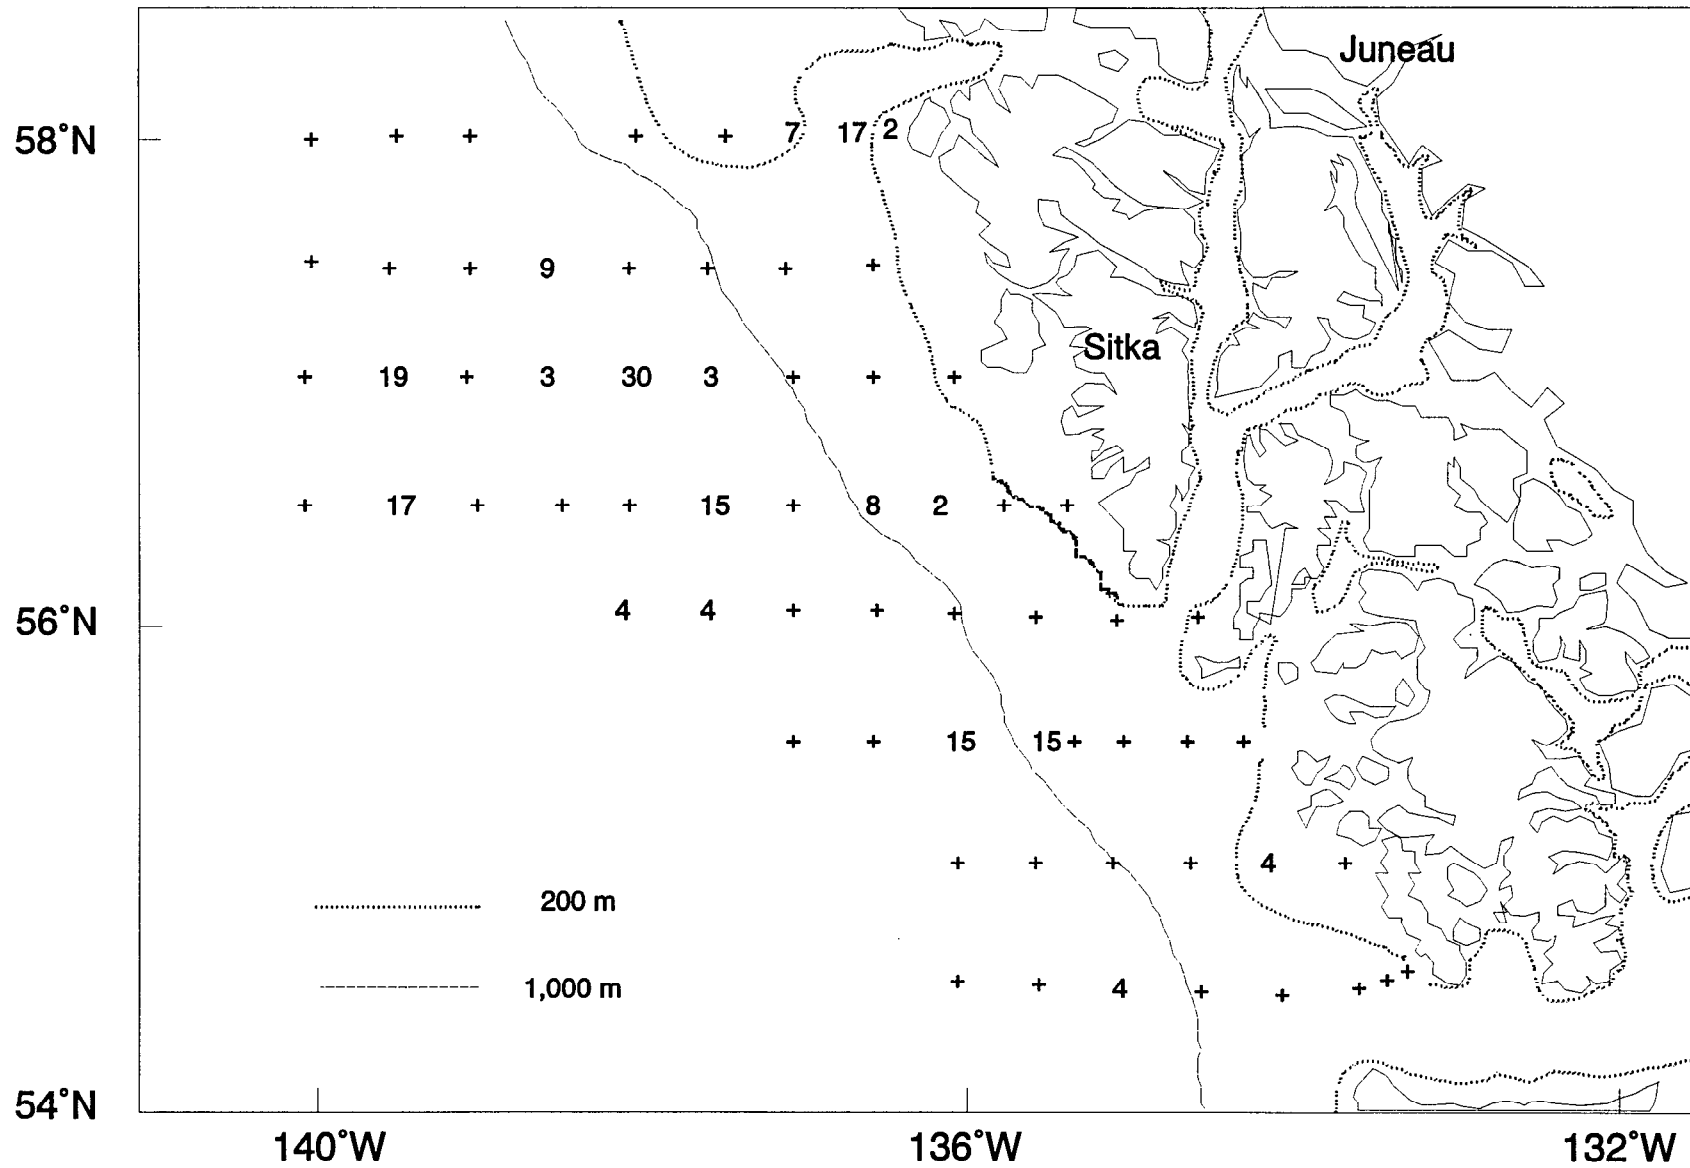 Juneau
58°N + + + + + 7 17 2
+ + + 9 + + + +
Sitka
+ 19 + 3 30 3 + + +
+ 17 + + + 15 + 8 2 + +
56°N 4 4 + + + + + +
+ + 15 15 + + + +
+ + + + 4 +
200 m
+ + 4 + + + + +
1,000 m
54°N
140°W 136°W 132°W